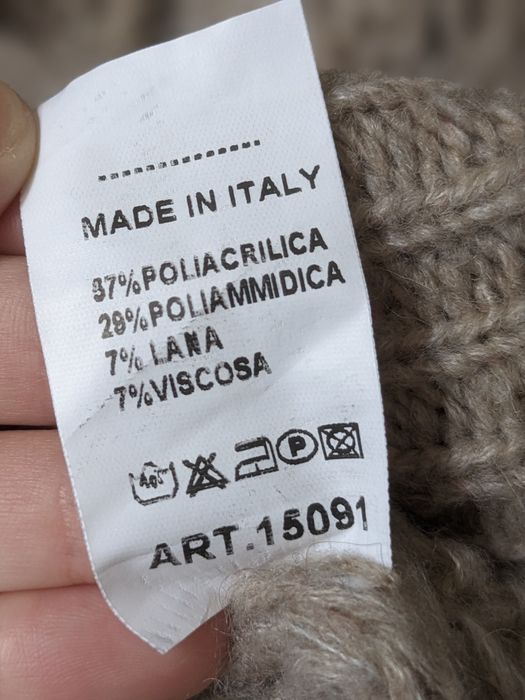 MADE IN ITALY
57%POLIACRILICA
29%POLIAMMIDICA
7% LANA
7%VISCOSA
P
ART.15091